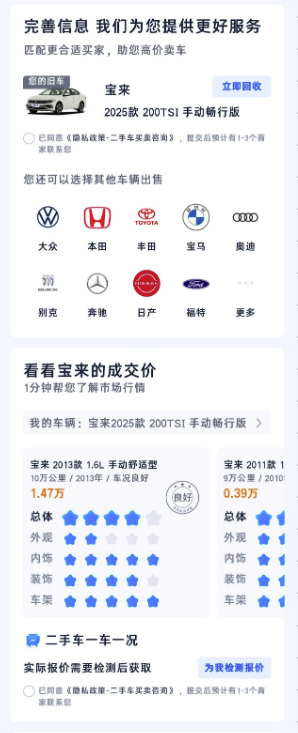 完善信息 我们为您提供更好服务
匹配更合适买家，助您高价卖车
您的旧车
宝来
立即回收
2025款 200TSI 手动畅行版
已同意《隐私政策-二手车买卖咨询》，提交后预计有1-3个商
家联系您
您还可以选择其他车辆出售
TOYOTA
大众
本田
丰田
宝马
奥迪
NISSAN
Ford
别克
奔驰
日产
福特
更多
看看宝来的成交价
1分钟帮您了解市场行情
我的车辆：宝来2025款 200TSI 手动畅行版
宝来 2013款 1.6L 手动舒适型
10万公里 / 2013年 / 车况良好
1.47万
良好
总体
外观
内饰
装饰
车架
宝来 2011款 1
9万公里 / 2010
0.39万
总体
外观
内饰
装饰
车架
二手车一车一况
实际报价需要检测后获取
为我检测报价
已同意《隐私政策-二手车买卖咨询》，提交后预计有1-3个商
家联系您